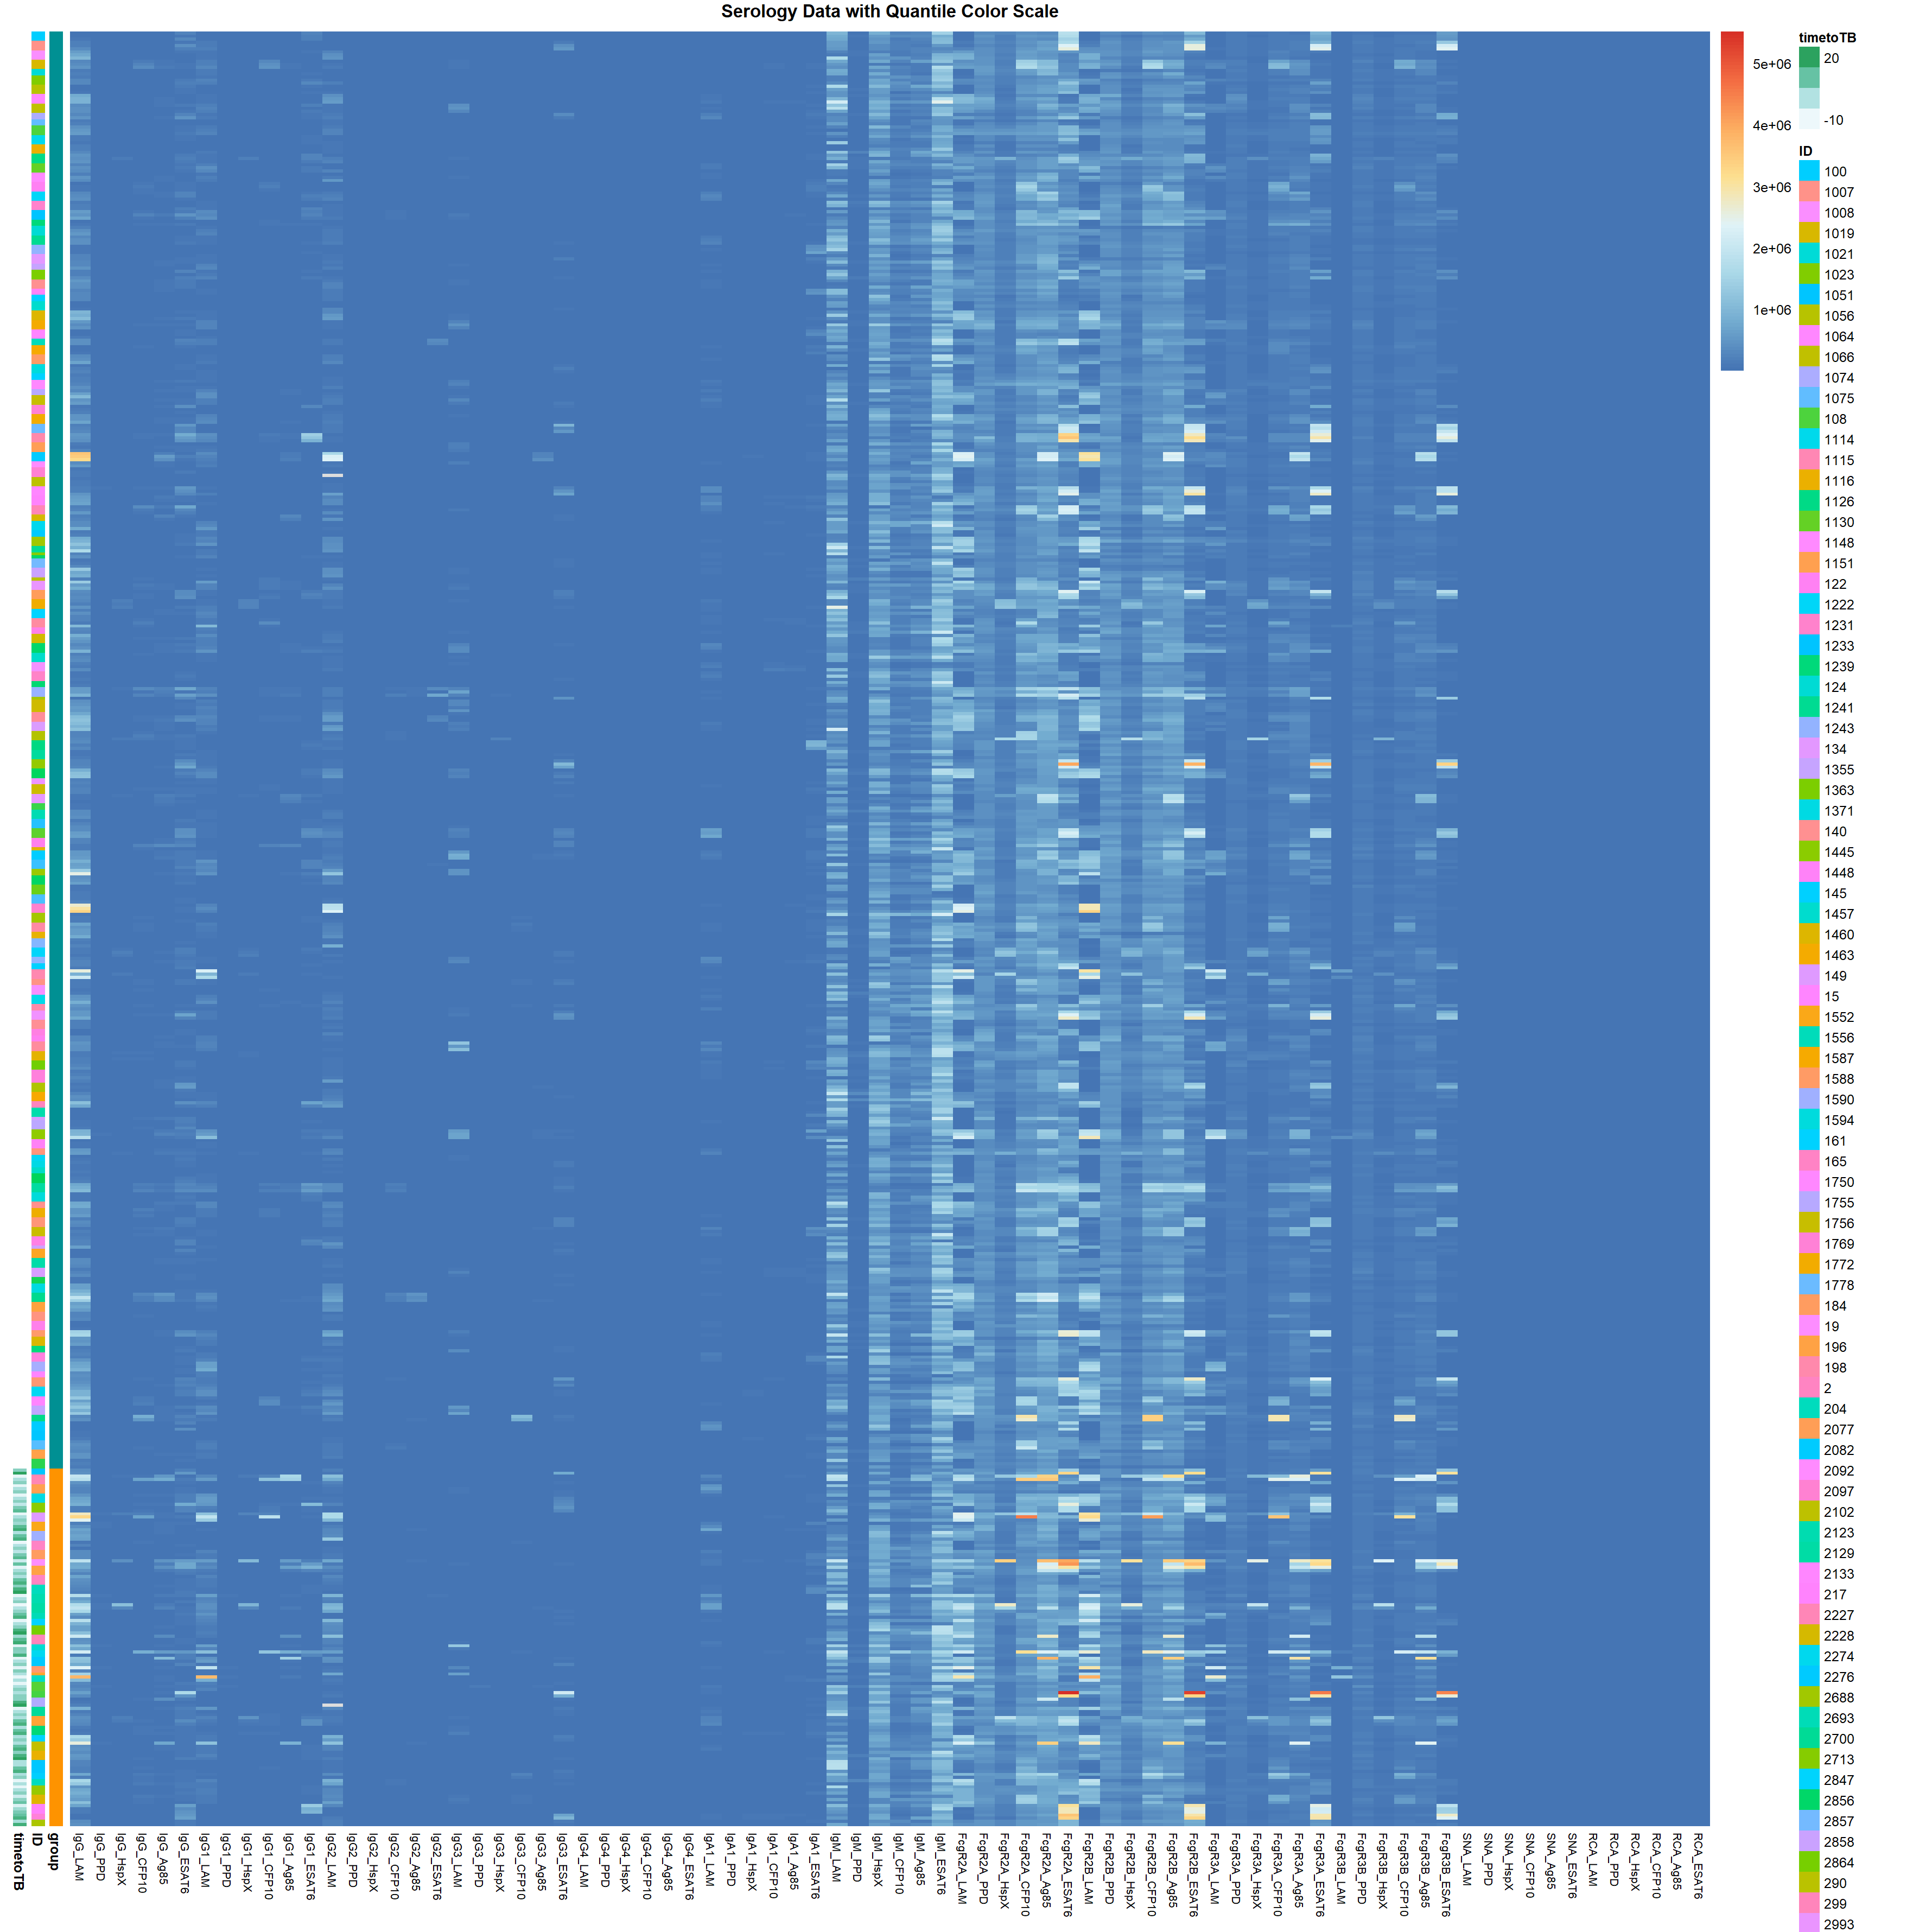 Serology Data with Quantile Color Scale
5e+06
4e+06
3e+06
2e+06
1e+06
timetoTB
20
-10
ID
100
1007
1008
1019
1021
1023
1051
1056
1064
1066
1074
1075
108
1114
1115
1116
1126
1130
1148
1151
122
1222
1231
1233
1239
124
1241
1243
134
1355
1363
1371
140
1445
1448
145
1457
1460
1463
149
15
1552
1556
1587
1588
1590
1594
161
165
1750
1755
1756
1769
1772
1778
184
19
196
198
2
204
2077
2082
2092
2097
2102
2123
2129
2133
217
2227
2228
2274
2276
2688
2693
2700
2713
2847
2856
2857
2858
2864
290
299
2993
timetoTB
ID
group
IgG_LAM
IgG_PPD
IgG_HspX
IgG_CFP10
IgG_Ag85
IgG_ESAT6
IgG1_LAM
IgG1_PPD
IgG1_HspX
IgG1_CFP10
IgG1_Ag85
IgG1_ESAT6
IgG2_LAM
IgG2_PPD
IgG2_HspX
IgG2_CFP10
IgG2_Ag85
IgG2_ESAT6
IgG3_LAM
IgG3_PPD
IgG3_HspX
IgG3_CFP10
IgG3_Ag85
IgG3_ESAT6
IgG4_LAM
IgG4_PPD
IgG4_HspX
IgG4_CFP10
IgG4_Ag85
IgG4_ESAT6
IgA1_LAM
IgA1_PPD
IgA1_HspX
IgA1_CFP10
IgA1_Ag85
IgA1_ESAT6
IgM_LAM
IgM_PPD
IgM_HspX
IgM_CFP10
IgM_Ag85
IgM_ESAT6
FcgR2A_LAM
FcgR2A_PPD
FcgR2A_HspX
FcgR2A_CFP10
FcgR2A_Ag85
FcgR2A_ESAT6
FcgR2B_LAM
FcgR2B_PPD
FcgR2B_HspX
FcgR2B_CFP10
FcgR2B_Ag85
FcgR2B_ESAT6
FcgR3A_LAM
FcgR3A_PPD
FcgR3A_HspX
FcgR3A_CFP10
FcgR3A_Ag85
FcgR3A_ESAT6
FcgR3B_LAM
FcgR3B_PPD
FcgR3B_HspX
FcgR3B_CFP10
FcgR3B_Ag85
FcgR3B_ESAT6
SNA_LAM
SNA_PPD
SNA_HspX
SNA_CFP10
SNA_Ag85
SNA_ESAT6
RCA_LAM
RCA_PPD
RCA_HspX
RCA_CFP10
RCA_Ag85
RCA_ESAT6